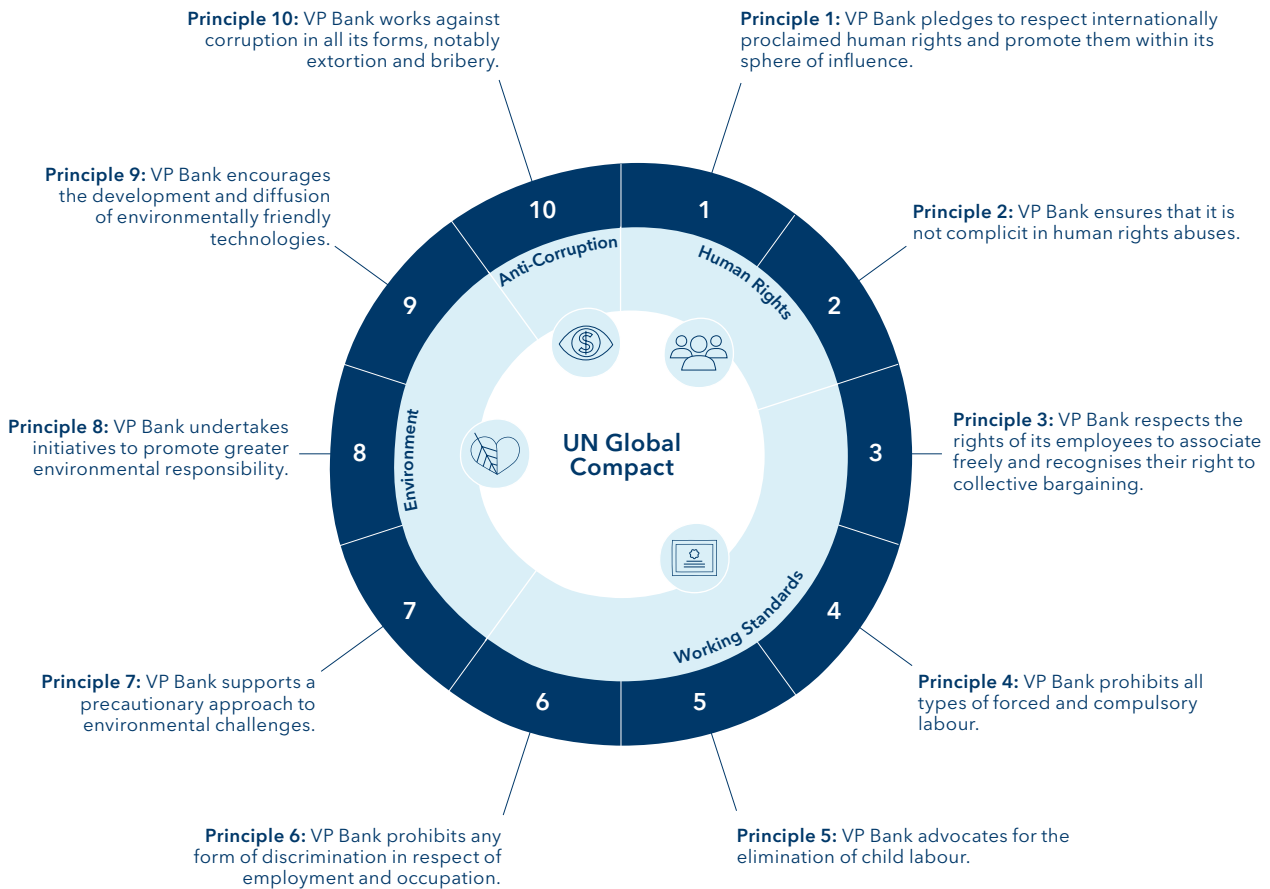 Principle 10: VP Bank works against
corruption in all its forms, notably
extortion and bribery.
Principle 1: VP Bank pledges to respect internationally
proclaimed human rights and promote them within its
sphere of influence.
Principle 9: VP Bank encourages
the development and diffusion
of environmentally friendly
technologies.
Principle 2: VP Bank ensures that it is
not complicit in human rights abuses.
10
1
Anti-Corruption
Human Rights
9
2
Principle 8: VP Bank undertakes
initiatives to promote greater
environmental responsibility.
8
Environment
$
UN Global
Compact
3
Principle 3: VP Bank respects the
rights of its employees to associate
freely and recognises their right to
collective bargaining.
7
4
Working Standards
6
5
Principle 7: VP Bank supports a
precautionary approach to
environmental challenges.
Principle 4: VP Bank prohibits all
types of forced and compulsory
labour.
Principle 6: VP Bank prohibits any
form of discrimination in respect of
employment and occupation.
Principle 5: VP Bank advocates for the
elimination of child labour.